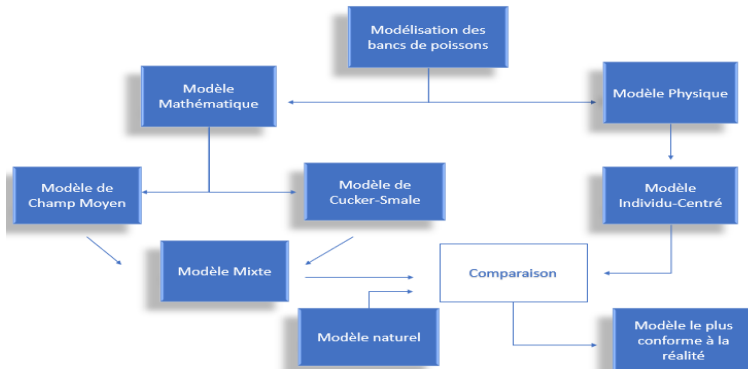 Modélisation des
bancs de poissons
Modèle
Mathématique
Modèle Physique
Modèle de
Champ Moyen
Modèle de
Cucker-Smale
Modèle
Individu-Centré
Modèle Mixte
Comparaison
Modèle naturel
Modèle le plus
conforme à la
réalité